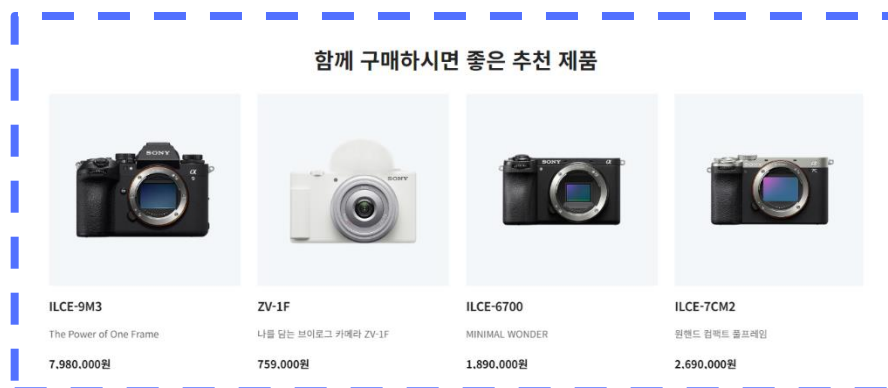 함께 구매하시면 좋은 추천 제품
SONY
α
SONY
SONY
α
ILCE-9M3
ZV-1F
ILCE-6700
ILCE-7CM2
The Power of One Frame
나를 담는 브이로그 카메라 ZV-1F
MINIMAL WONDER
원핸드 컴팩트 풀프레임
7,980,000원
759,000원
1,890,000원
2,690,000원